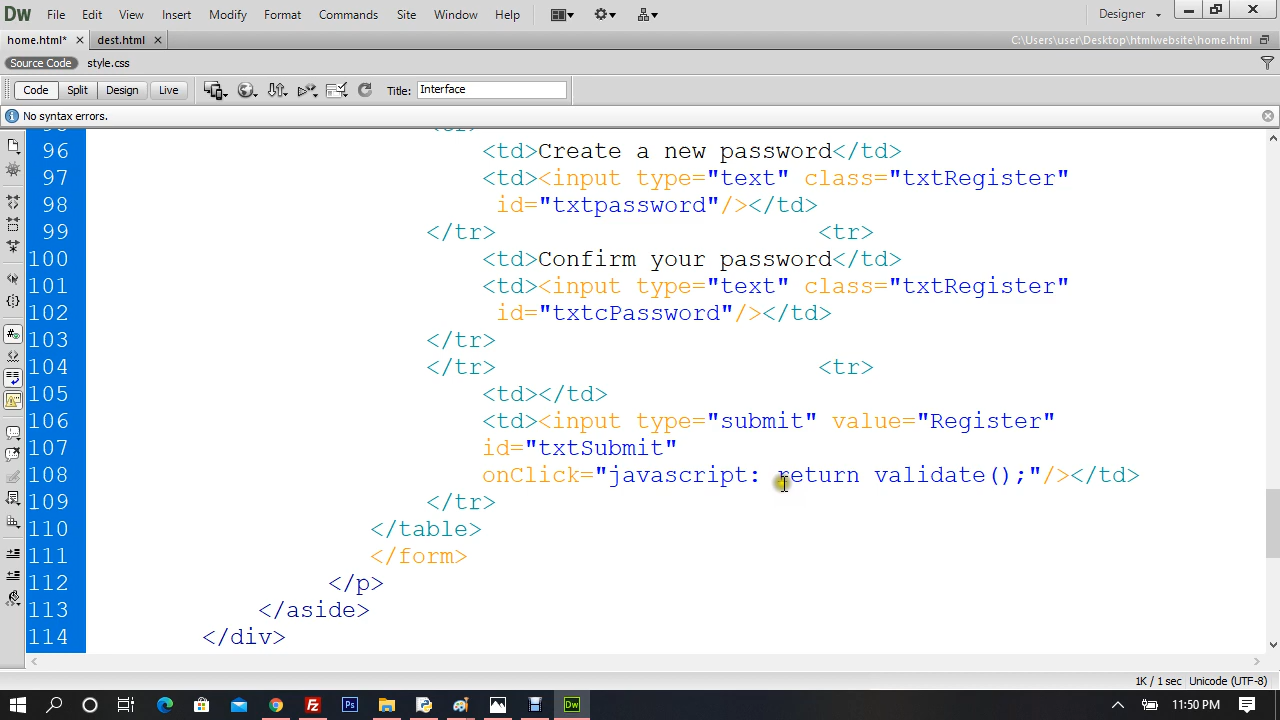 Dw File Edit View Insert Modify Format Commands Site Window Help Designer
home.html* dest.html C:\Users\user\Desktop\htmlwebsite\home.html
Source Code style.css
Code Split Design Live Title: Interface
No syntax errors.
96 <td>Create a new password</td>
97 <td><input type="text" class="txtRegister"
98 id="txtpassword"/></td>
99 </tr> <tr>
100 <td>Confirm your password</td>
101 <td><input type="text" class="txtRegister"
102 id="txtcPassword"/></td>
103 </tr>
104 </tr> <tr>
105 <td></td>
106 <td><input type="submit" value="Register"
107 id="txtSubmit"
108 onClick="javascript: return validate();"/></td>
109 </tr>
110 </table>
111 </form>
112 </p>
113 </aside>
114 </div>
1K / 1 sec Unicode (UTF-8)
Fz Ps Dw 11:50 PM